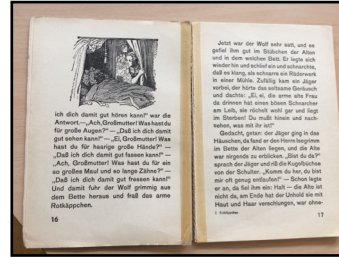 ich dich damit gut hören kann!" war die
Antwort.—„Ach, Großmutter! Was hast du
für große Augen?" — „Daß ich dich damit
gut sehen kann!" — „Ei, Großmutter! Was
hast du für haarige große Hände?" —
„Daß ich dich damit gut fassen kann!" —
„Ach, Großmutter! Was hast du für ein
so großes Maul und so lange Zähne?" —
„Daß ich dich damit gut fressen kann!"
Und damit fuhr der Wolf grimmig aus
dem Bette heraus und fraß das arme
Rotkäppchen.
16
Jetzt war der Wolf sehr satt, und es
gefiel ihm gut im Stübchen der Alten
und in dem weichen Bett. Er legte sich
wieder hin und schlief ein und schnarchte,
daß es klang, als schnarre ein Räderwerk
in einer Mühle. Zufällig kam ein Jäger
vorbei, der hörte das seltsame Geräusch
und dachte: „Ei, ei, die arme alte Frau
da drinnen hat einen bösen Schnarcher
am Leib, sie röchelt wohl gar und liegt
im Sterben! Du mußt hinein und nach-
sehen, was mit ihr ist!"
Gedacht, getan: der Jäger ging in das
Häuschen, da fand er den Herrn Isegrimm
im Bette der Alten liegen, und die Alte
war nirgends zu erblicken. „Bist du da?"
sprach der Jäger und riß die Kugelbüchse
von der Schulter. „Komm du her, du bist
mir oft genug entlaufen!" — Schon legte
er an, da fiel ihm ein: Halt — die Alte ist
nicht da, am Ende hat der Unhold sie mit
Haut und Haar verschlungen, war ohne-
2 Rotkäppchen
17